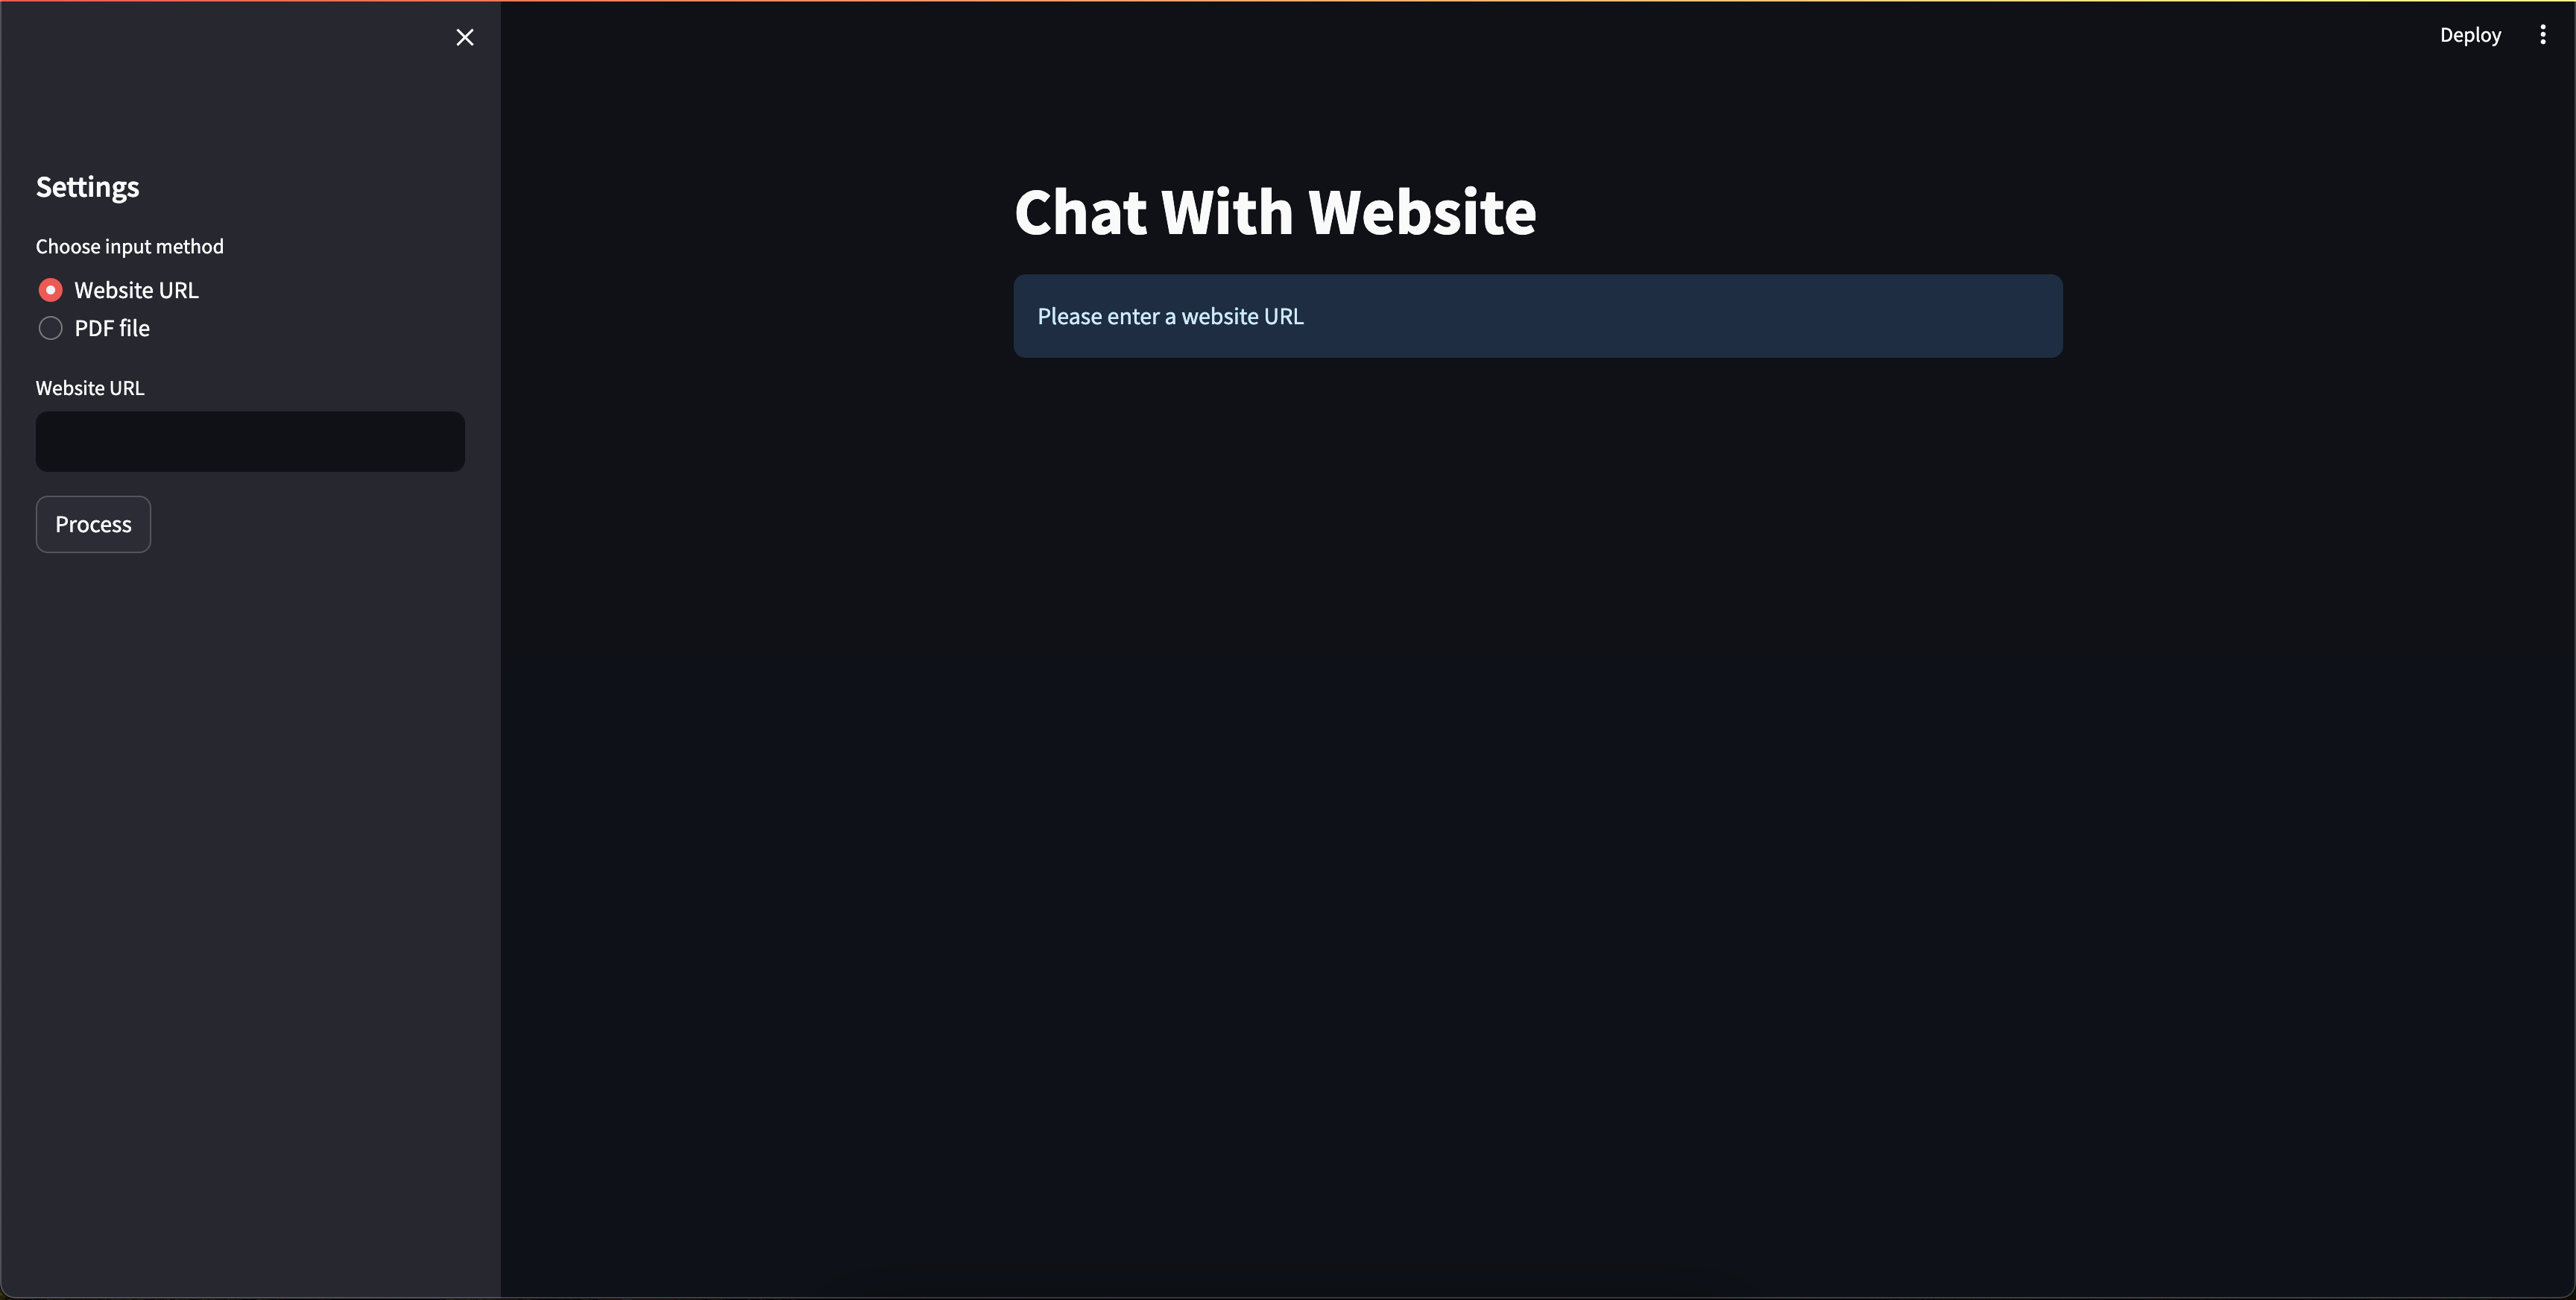 Deploy
Settings
Choose input method
Website URL
PDF file
Website URL
Process
Chat With Website
Please enter a website URL